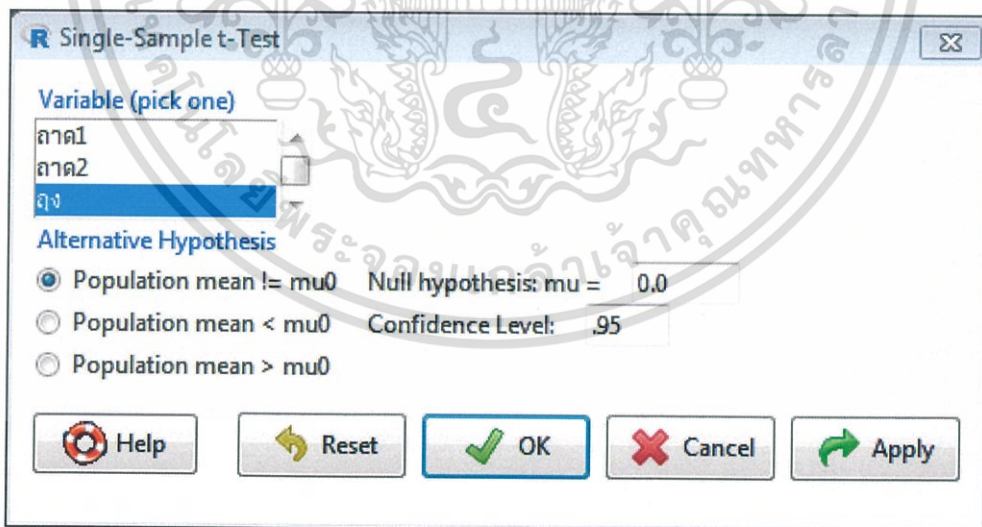 Single-Sample t-Test
Variable (pick one)
ถาด1
ถาด2
ถุง
Alternative Hypothesis
Population mean != mu0 Null hypothesis: mu = 0.0
Population mean < mu0 Confidence Level: .95
Population mean > mu0
Help Reset OK Cancel Apply